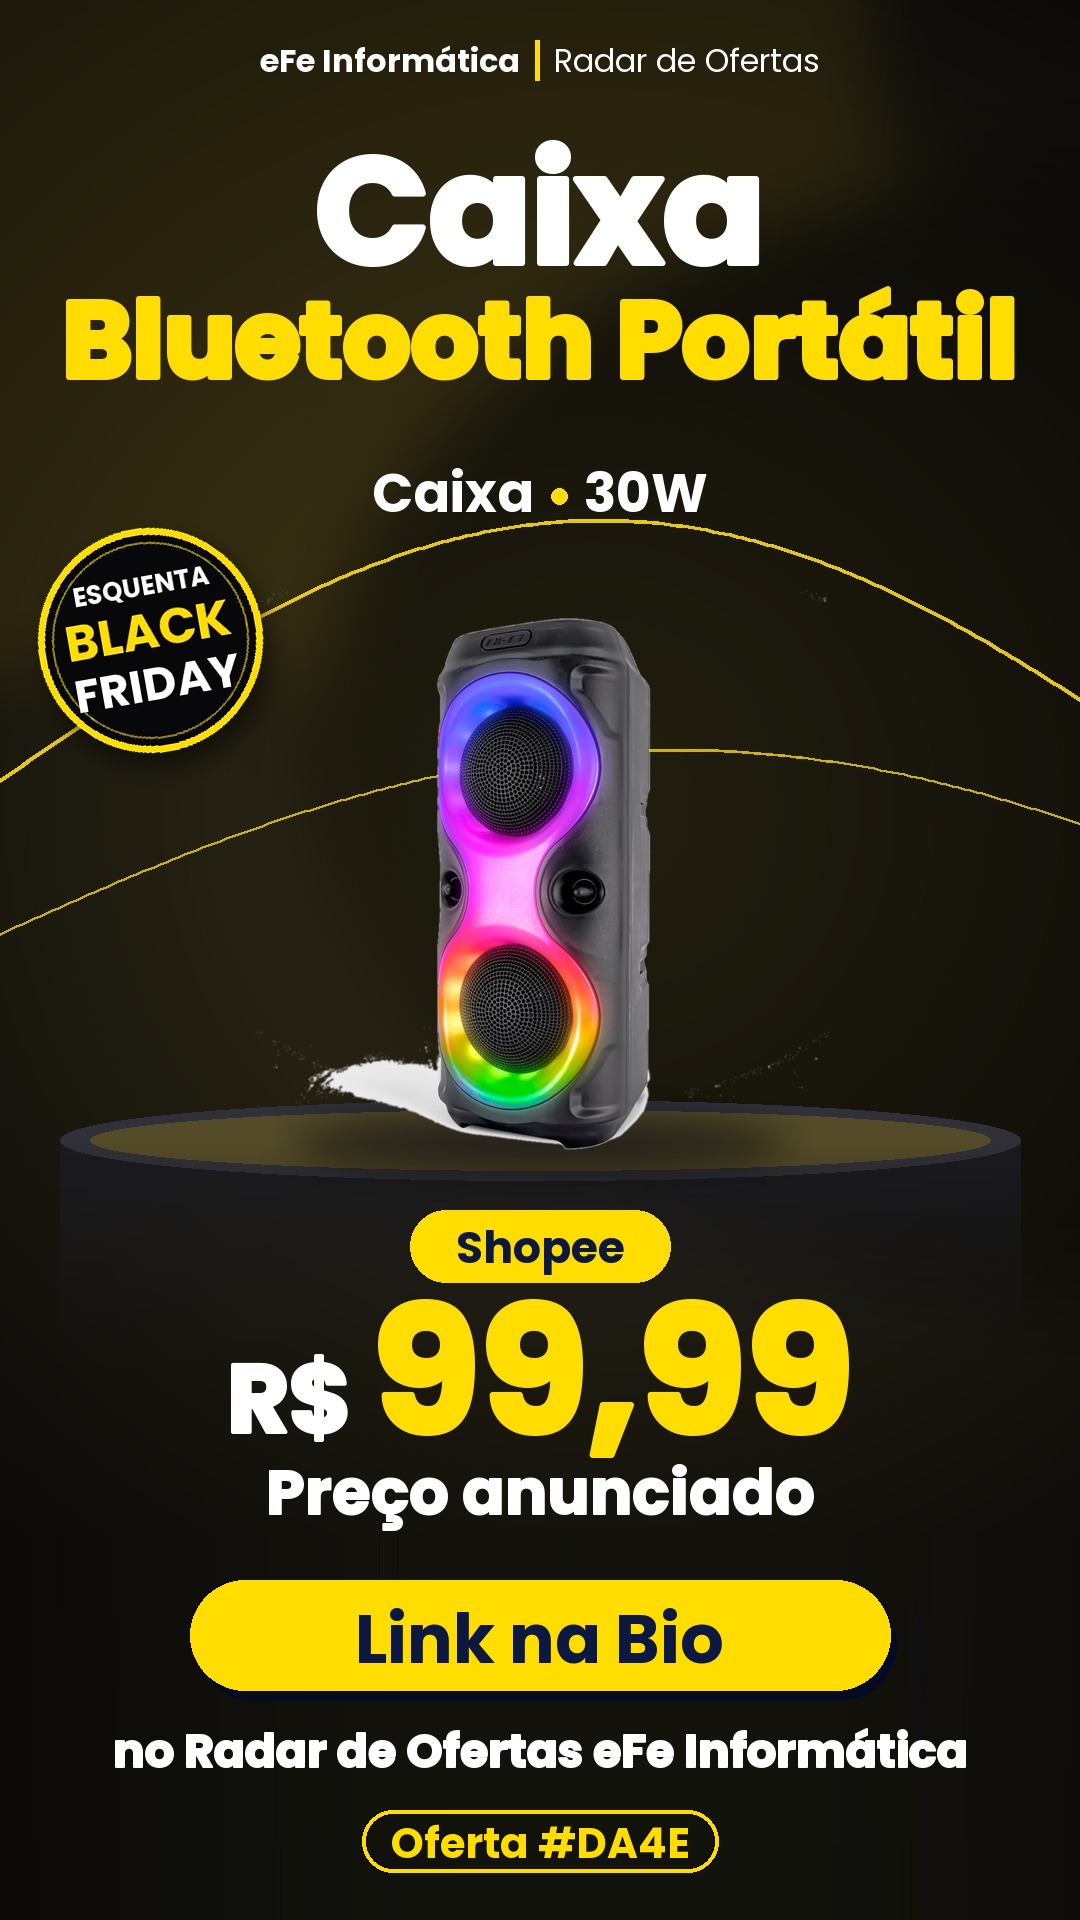 eFe Informática | Radar de Ofertas
Caixa
Bluetooth Portátil
Caixa • 30W
ESQUENTA
BLACK
FRIDAY
Shopee
R$ 99,99
Preço anunciado
Link na Bio
no Radar de Ofertas eFe Informática
Oferta #DA4E